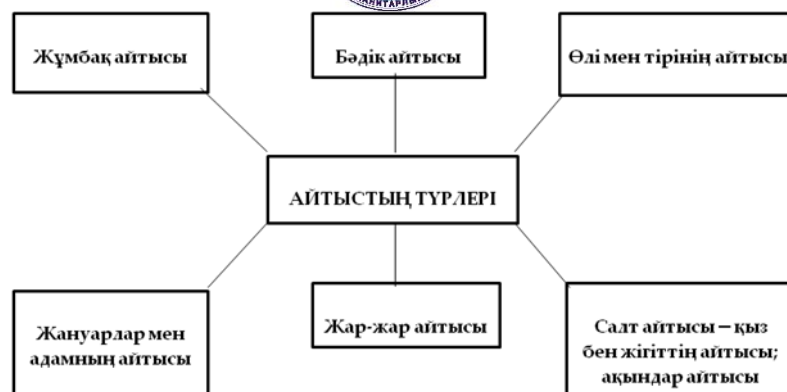 Жұмбақ айтысы
Бәдік айтысы
Өлі мен тірінің айтысы
АЙТЫСТЫҢ ТҮРЛЕРІ
Жануарлар мен
адамның айтысы
Жар-жар айтысы
Салт айтысы – қыз
бен жігіттің айтысы;
ақындар айтысы